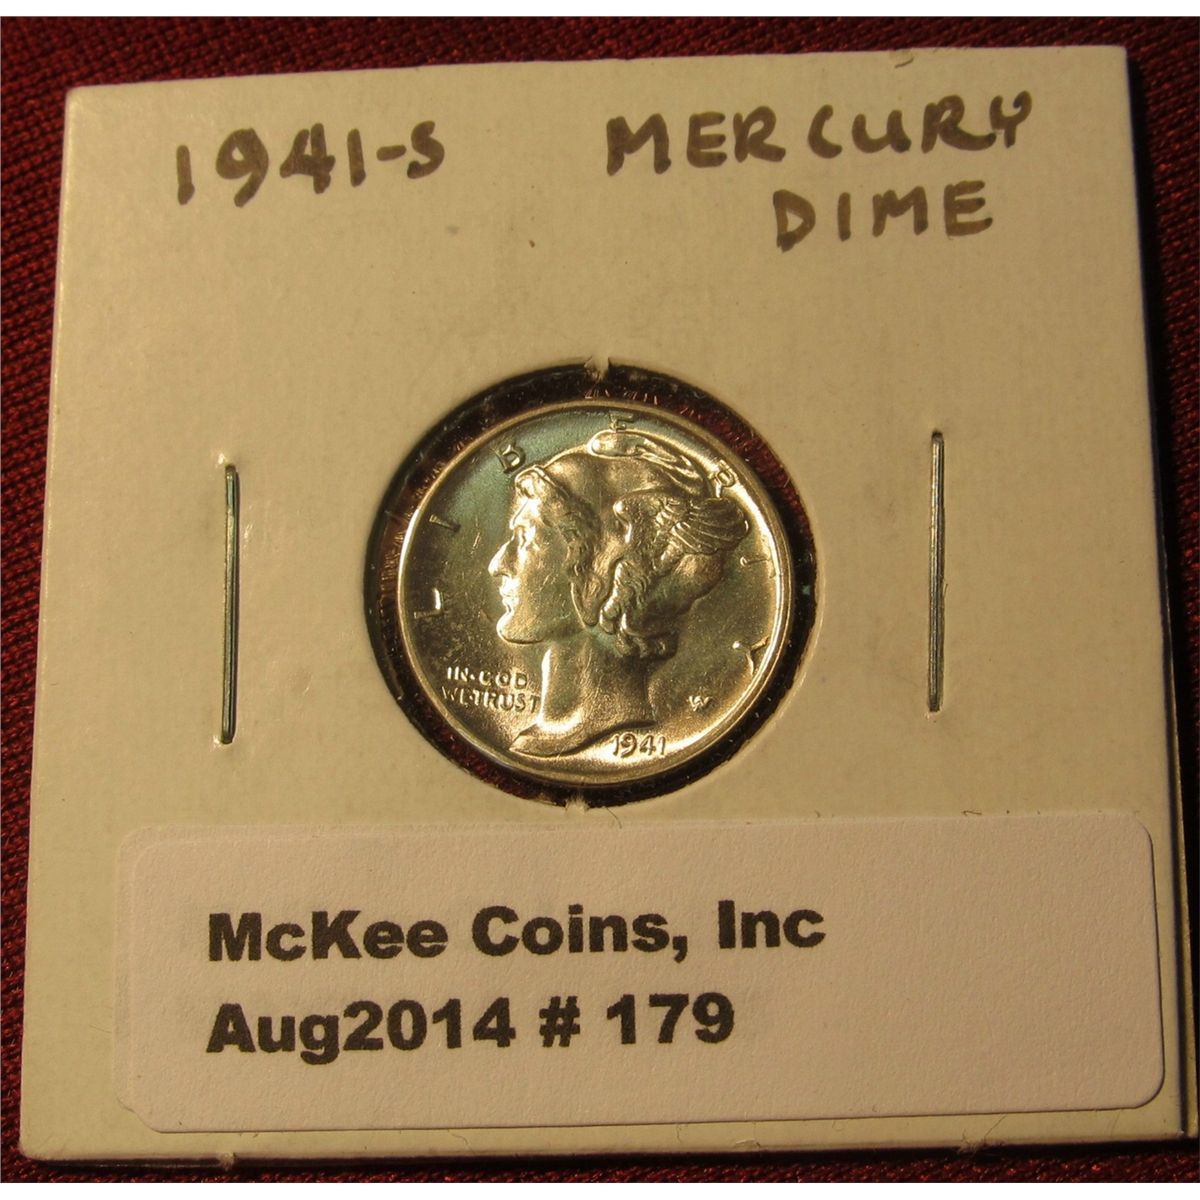 1941-S MERCURY
DIME
LIBERTY
IN·GOD
WE·TRUST
1941
McKee Coins, Inc
Aug2014 # 179